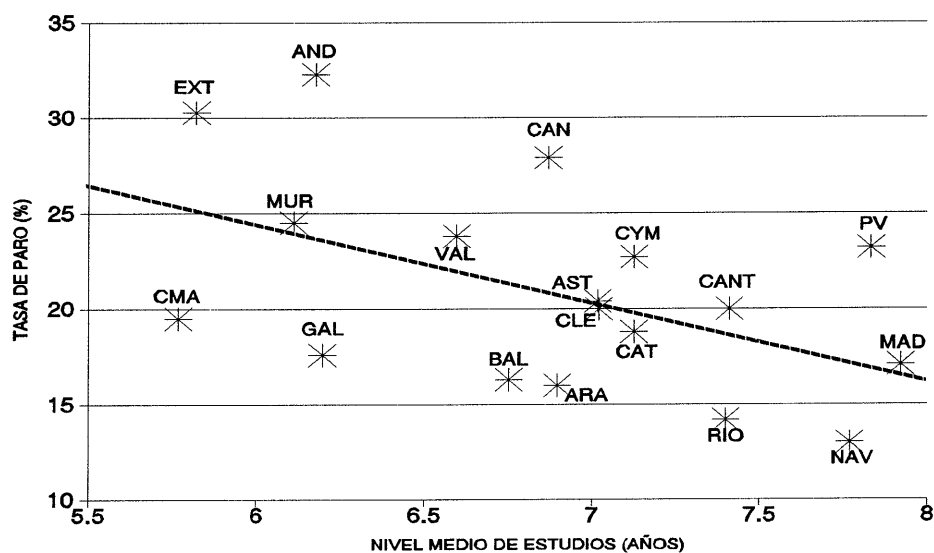 35
30
25
20
15
10
TASA DE PARO (%)
AND
EXT
CAN
MUR
VAL
CYM
PV
CMA
AST
CLE
CANT
GAL
CAT
MAD
BAL
ARA
RIO
NAV
5.5 6 6.5 7 7.5 8
NIVEL MEDIO DE ESTUDIOS (AÑOS)